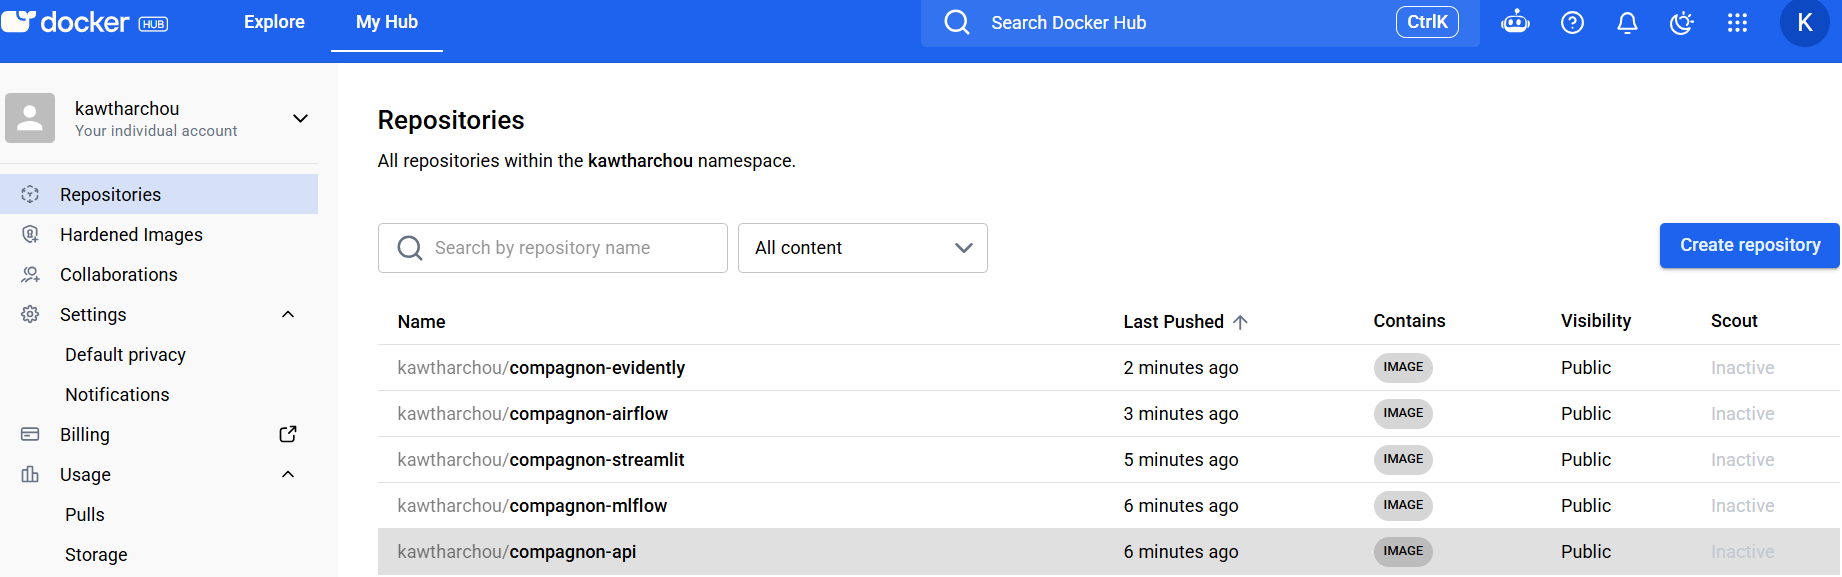 docker HUB Explore My Hub Search Docker Hub CtrlK K
kawtharchou
Your individual account
Repositories
Hardened Images
Collaborations
Settings
Default privacy
Notifications
Billing
Usage
Pulls
Storage
Repositories
All repositories within the kawtharchou namespace.
Search by repository name All content Create repository
Name Last Pushed Contains Visibility Scout
kawtharchou/compagnon-evidently 2 minutes ago IMAGE Public Inactive
kawtharchou/compagnon-airflow 3 minutes ago IMAGE Public Inactive
kawtharchou/compagnon-streamlit 5 minutes ago IMAGE Public Inactive
kawtharchou/compagnon-mlflow 6 minutes ago IMAGE Public Inactive
kawtharchou/compagnon-api 6 minutes ago IMAGE Public Inactive